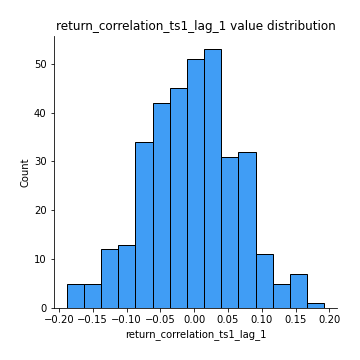 return_correlation_ts1_lag_1 value distribution
50
40
30
20
10
0
Count
−0.20 −0.15 −0.10 −0.05 0.00 0.05 0.10 0.15 0.20
return_correlation_ts1_lag_1